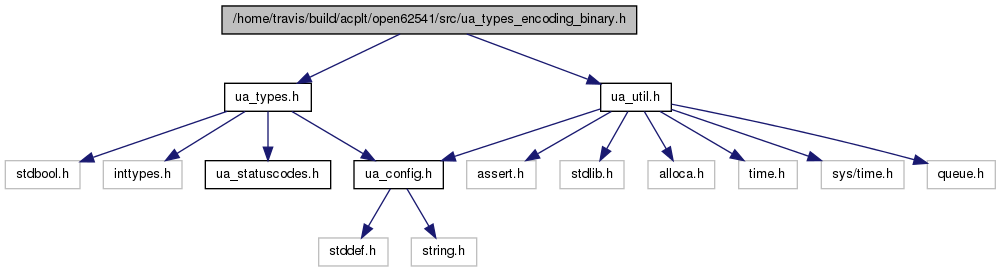 /home/travis/build/acplt/open62541/src/ua_types_encoding_binary.h
ua_types.h
ua_util.h
stdbool.h
inttypes.h
ua_statuscodes.h
ua_config.h
assert.h
stdlib.h
alloca.h
time.h
sys/time.h
queue.h
stddef.h
string.h